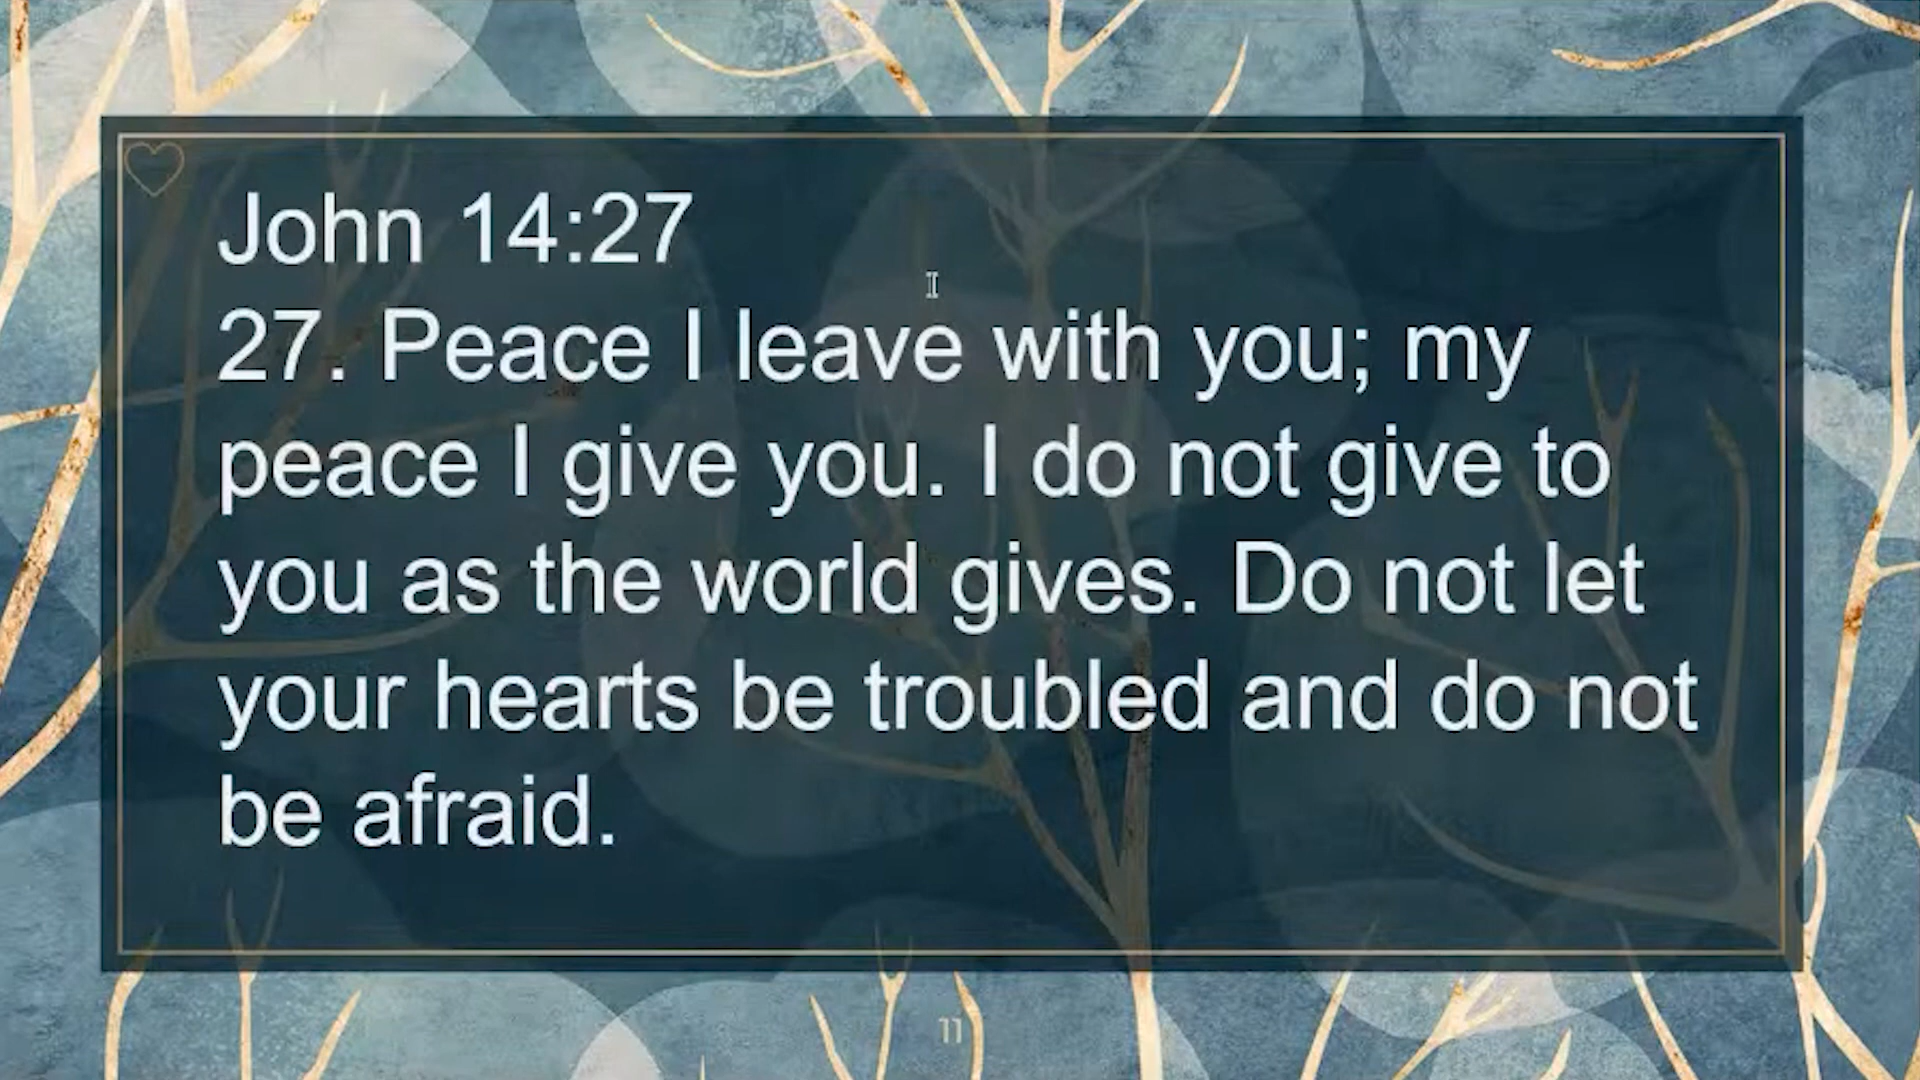 John 14:27
27. Peace I leave with you; my
peace I give you. I do not give to
you as the world gives. Do not let
your hearts be troubled and do not
be afraid.
11